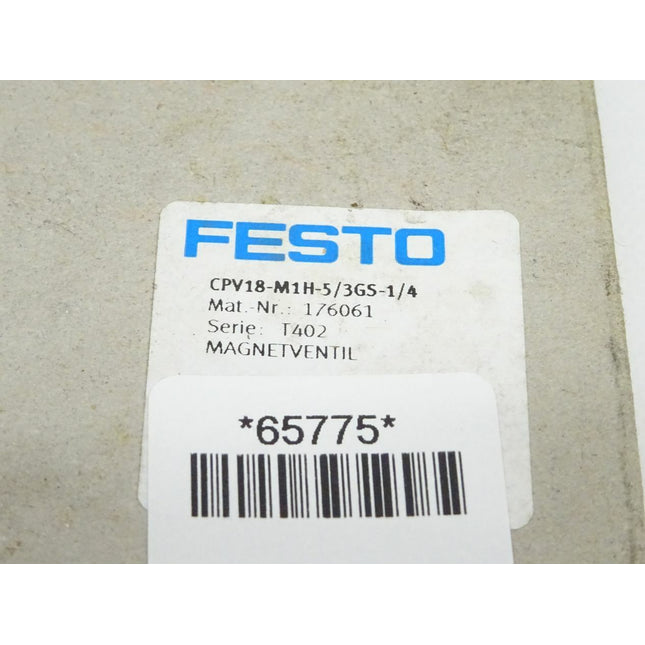 FESTO
CPV18-M1H-5/3GS-1/4
Mat.-Nr.: 176061
Serie: T402
MAGNETVENTIL
*65775*